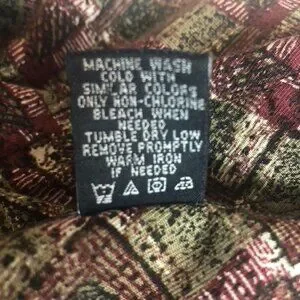 MACHINE WASH
COLD WITH
SIMILAR COLORS
ONLY NON-CHLORINE
BLEACH WHEN
NEEDED
TUMBLE DRY LOW
REMOVE PROMPTLY
WARM IRON
IF NEEDED